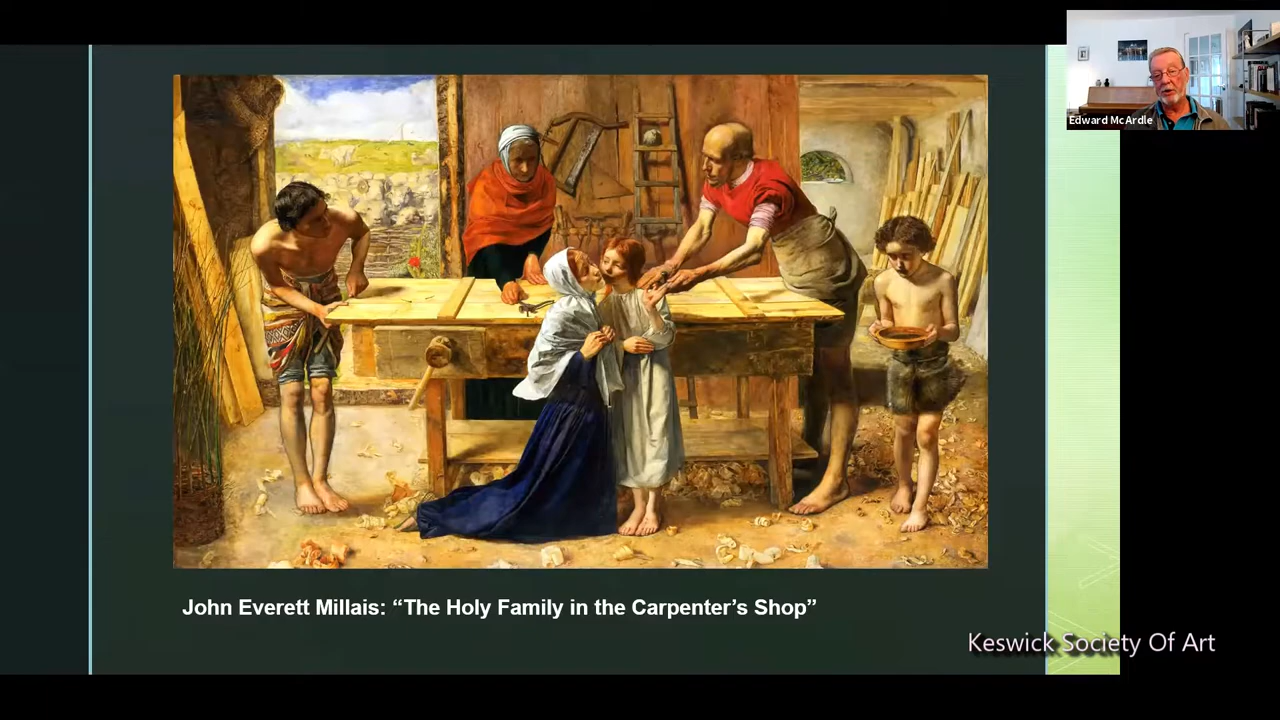 Edward McArdle
John Everett Millais: “The Holy Family in the Carpenter’s Shop”
Keswick Society Of Art